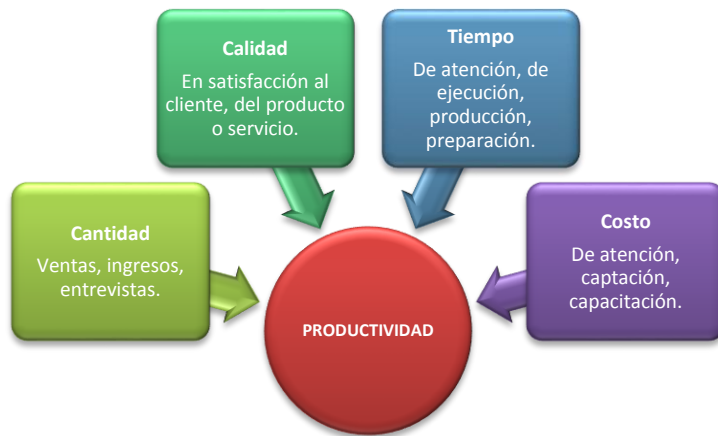 Calidad
En satisfacción al
cliente, del producto
o servicio.
Tiempo
De atención, de
ejecución,
producción,
preparación.
Cantidad
Ventas, ingresos,
entrevistas.
Costo
De atención,
captación,
capacitación.
PRODUCTIVIDAD